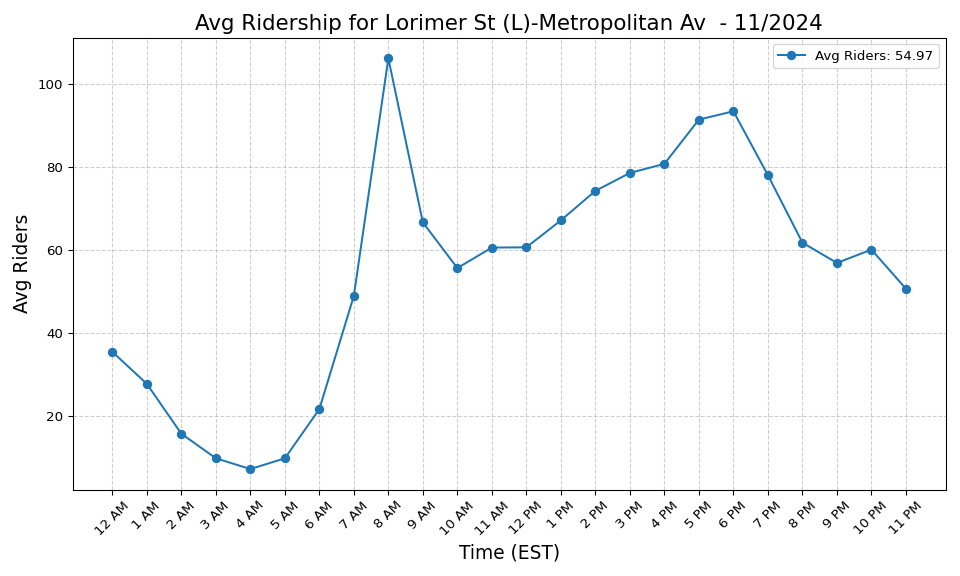 Avg Ridership for Lorimer St (L)-Metropolitan Av  - 11/2024
Avg Riders: 54.97
Avg Riders
100
80
60
40
20
12 AM
1 AM
2 AM
3 AM
4 AM
5 AM
6 AM
7 AM
8 AM
9 AM
10 AM
11 AM
12 PM
1 PM
2 PM
3 PM
4 PM
5 PM
6 PM
7 PM
8 PM
9 PM
10 PM
11 PM
Time (EST)